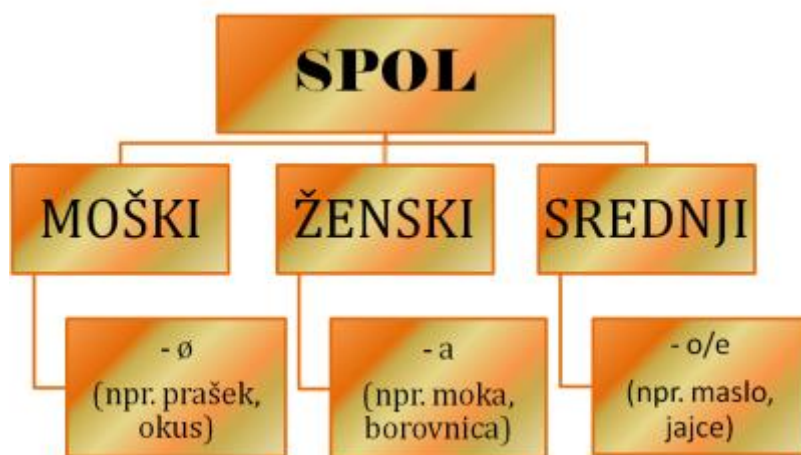 SPOL
MOŠKI
ŽENSKI
SREDNJI
- ø
(npr. prašek,
okus)
- a
(npr. moka,
borovnica)
- o/e
(npr. maslo,
jajce)